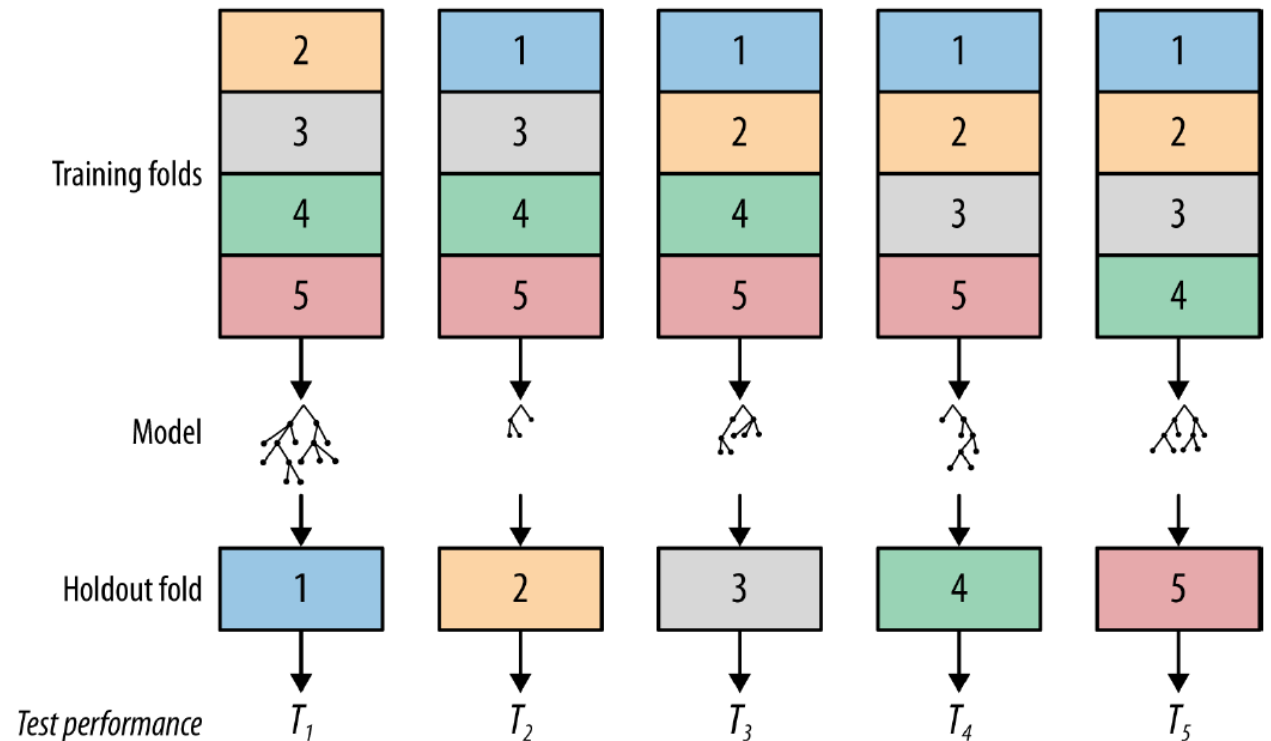 2 1 1 1 1
3 3 2 2 2
Training folds
4 4 4 3 3
5 5 5 5 4
Model
Holdout fold 1 2 3 4 5
Test performance T1 T2 T3 T4 T5